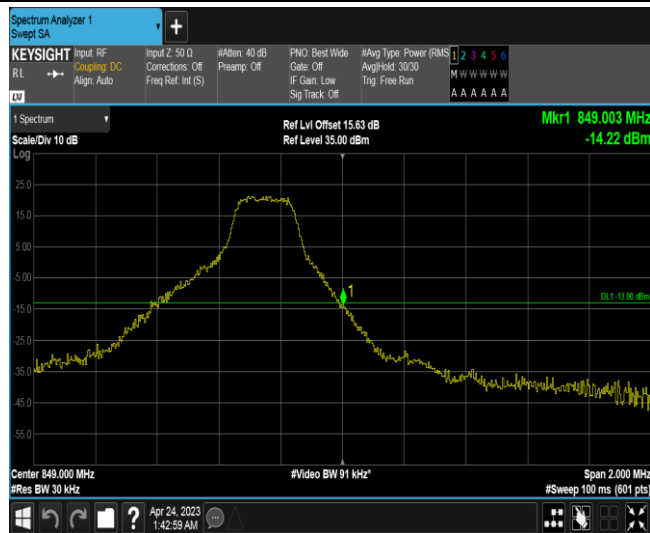 Spectrum Analyzer 1
Swept SA
+
KEYSIGHT
RL
LXI
Input: RF
Coupling: DC
Align: Auto
Input Z: 50 Ω
Corrections: Off
Freq Ref: Int (S)
#Atten: 40 dB
Preamp: Off
PNO: Best Wide
Gate: Off
IF Gain: Low
Sig Track: Off
#Avg Type: Power (RMS
Avg|Hold: 30/30
Trig: Free Run
1 2 3 4 5 6
M W W W W W
A A A A A A
1 Spectrum
Scale/Div 10 dB
Log
Ref Lvl Offset 15.63 dB
Ref Level 35.00 dBm
Mkr1 849.003 MHz
-14.22 dBm
25.0
15.0
5.00
-5.00
-15.0
-25.0
-35.0
-45.0
-55.0
1
DL1 -13.00 dBm
Center 849.000 MHz
#Res BW 30 kHz
#Video BW 91 kHz*
Span 2.000 MHz
#Sweep 100 ms (601 pts)
?
Apr 24, 2023
1:42:59 AM